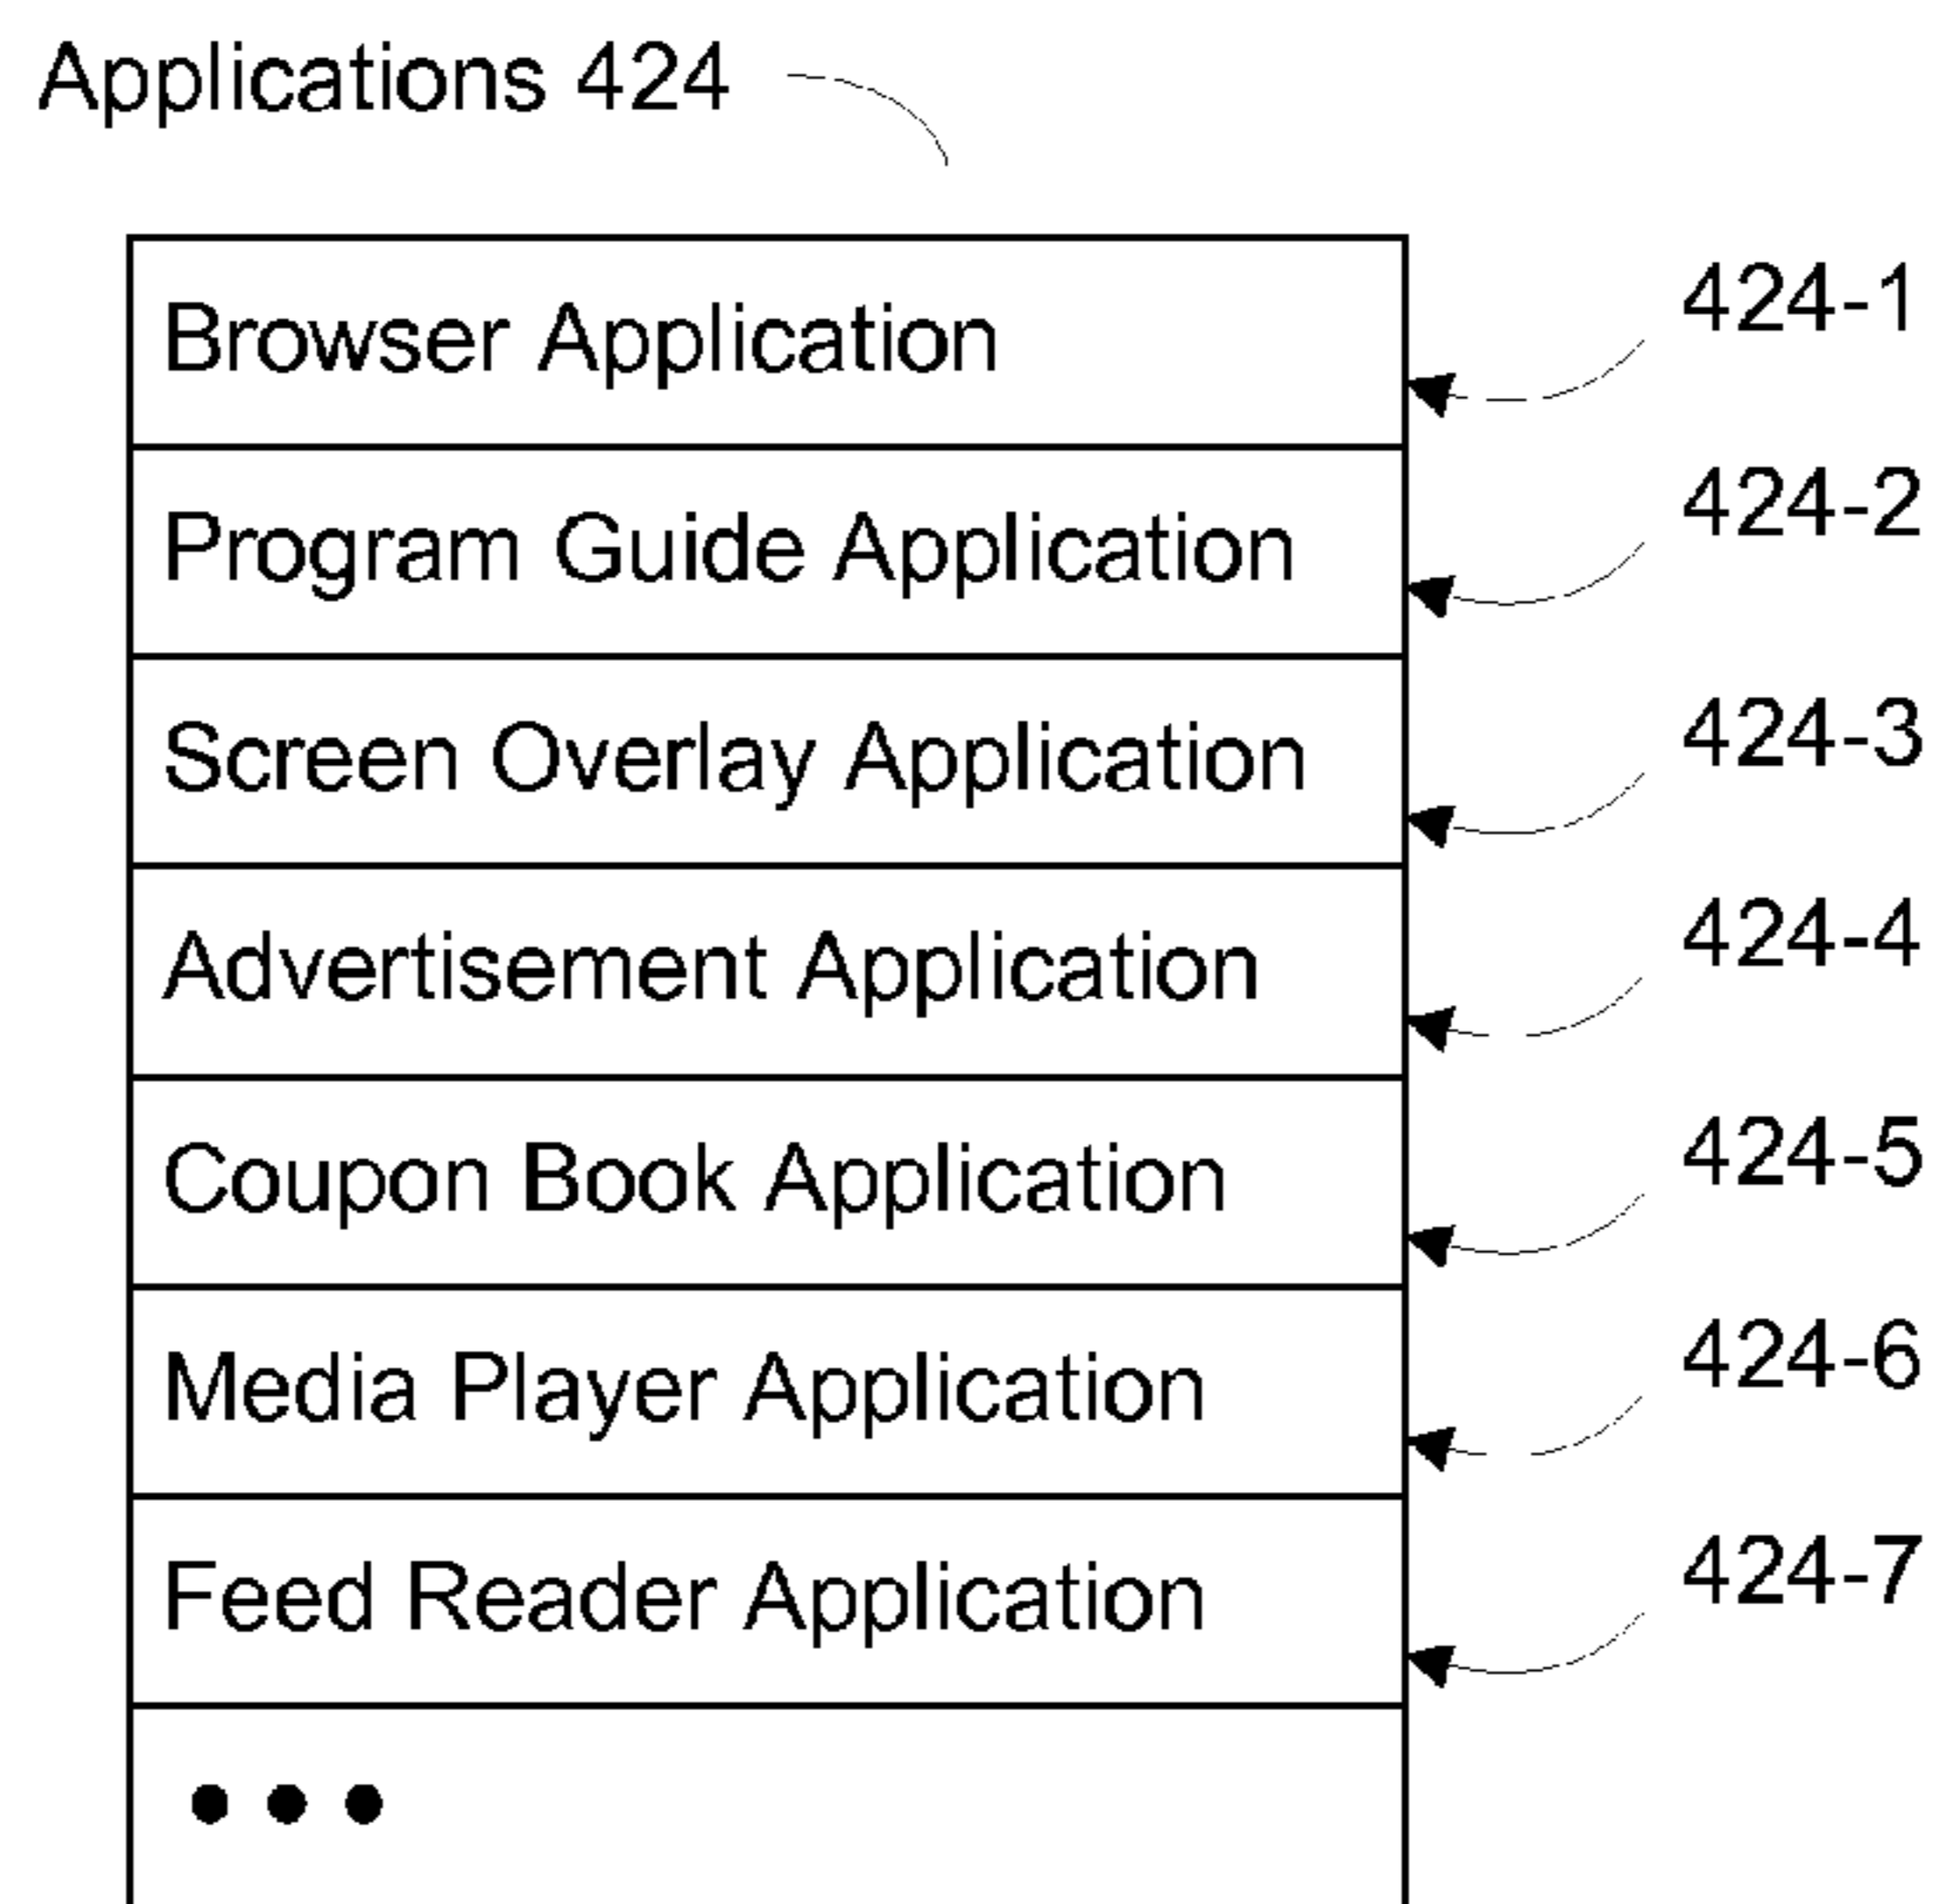 Applications 424
Browser Application
424-1
Program Guide Application
424-2
Screen Overlay Application
424-3
Advertisement Application
424-4
Coupon Book Application
424-5
Media Player Application
424-6
Feed Reader Application
424-7
•••